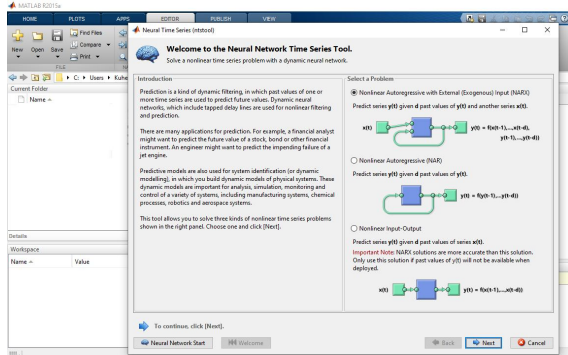 MATLAB R2015a
HOME PLOTS APPS EDITOR PUBLISH VIEW
New Open Save
Find Files
Compare
Print
FILE
C: Users
Current Folder
Name
Details
Workspace
Name Value
Neural Time Series (ntstool)
Welcome to the Neural Network Time Series Tool.
Solve a nonlinear time series problem with a dynamic neural network.
Introduction
Prediction is a kind of dynamic filtering, in which past values of one or
more time series are used to predict future values. Dynamic neural
networks, which include tapped delay lines are used for nonlinear filtering
and prediction.
There are many applications for prediction. For example, a financial analyst
might want to predict the future value of a stock, bond or other financial
instrument. An engineer might want to predict the impending failure of a
jet engine.
Predictive models are also used for system identification (or dynamic
modelling), in which you build dynamic models of physical systems. These
dynamic models are important for analysis, simulation, monitoring and
control of a variety of systems, including manufacturing systems, chemical
processes, robotics and aerospace systems.
This tool allows you to solve three kinds of nonlinear time series problems
shown in the right panel. Choose one and click [Next].
Select a Problem
Nonlinear Autoregressive with External (Exogenous) Input (NARX)
Predict series y(t) given d past values of y(t) and another series x(t).
x(t) y(t) = f(x(t-1),...,x(t-d),
y(t-1),...,y(t-d))
Nonlinear Autoregressive (NAR)
Predict series y(t) given d past values of y(t).
y(t) = f(y(t-1),...,y(t-d))
Nonlinear Input-Output
Predict series y(t) given d past values of series x(t).
Important Note: NARX solutions are more accurate than this solution.
Only use this solution if past values of y(t) will not be available when
deployed.
x(t) y(t) = f(x(t-1),...,x(t-d))
To continue, click [Next].
Neural Network Start Welcome Back Next Cancel